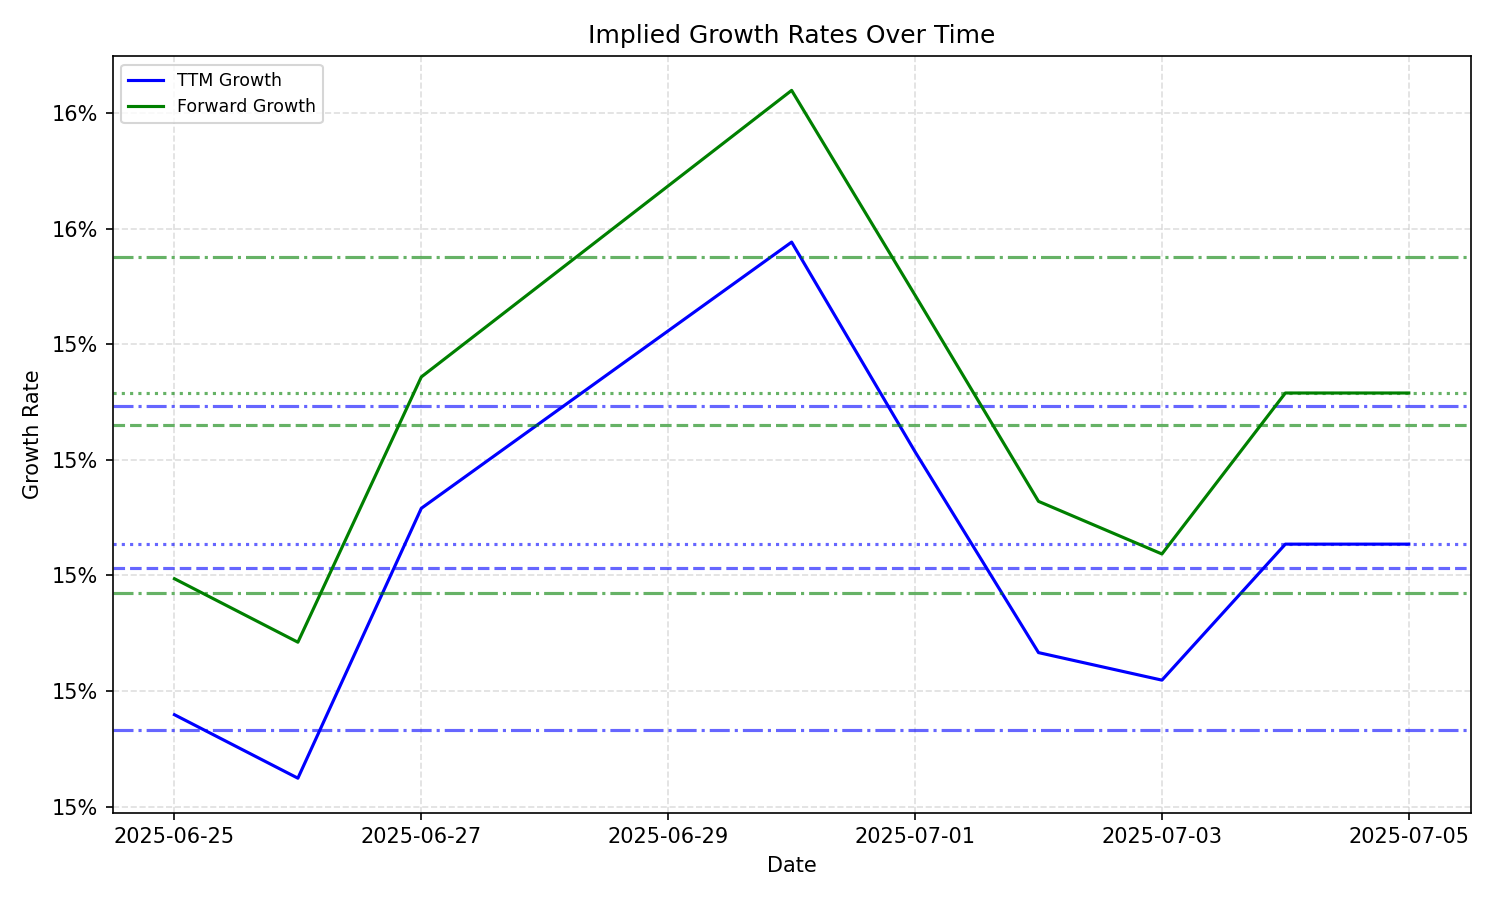 Implied Growth Rates Over Time
TTM Growth
Forward Growth
16%
16%
15%
15%
15%
15%
15%
Growth Rate
2025-06-25
2025-06-27
2025-06-29
2025-07-01
2025-07-03
2025-07-05
Date